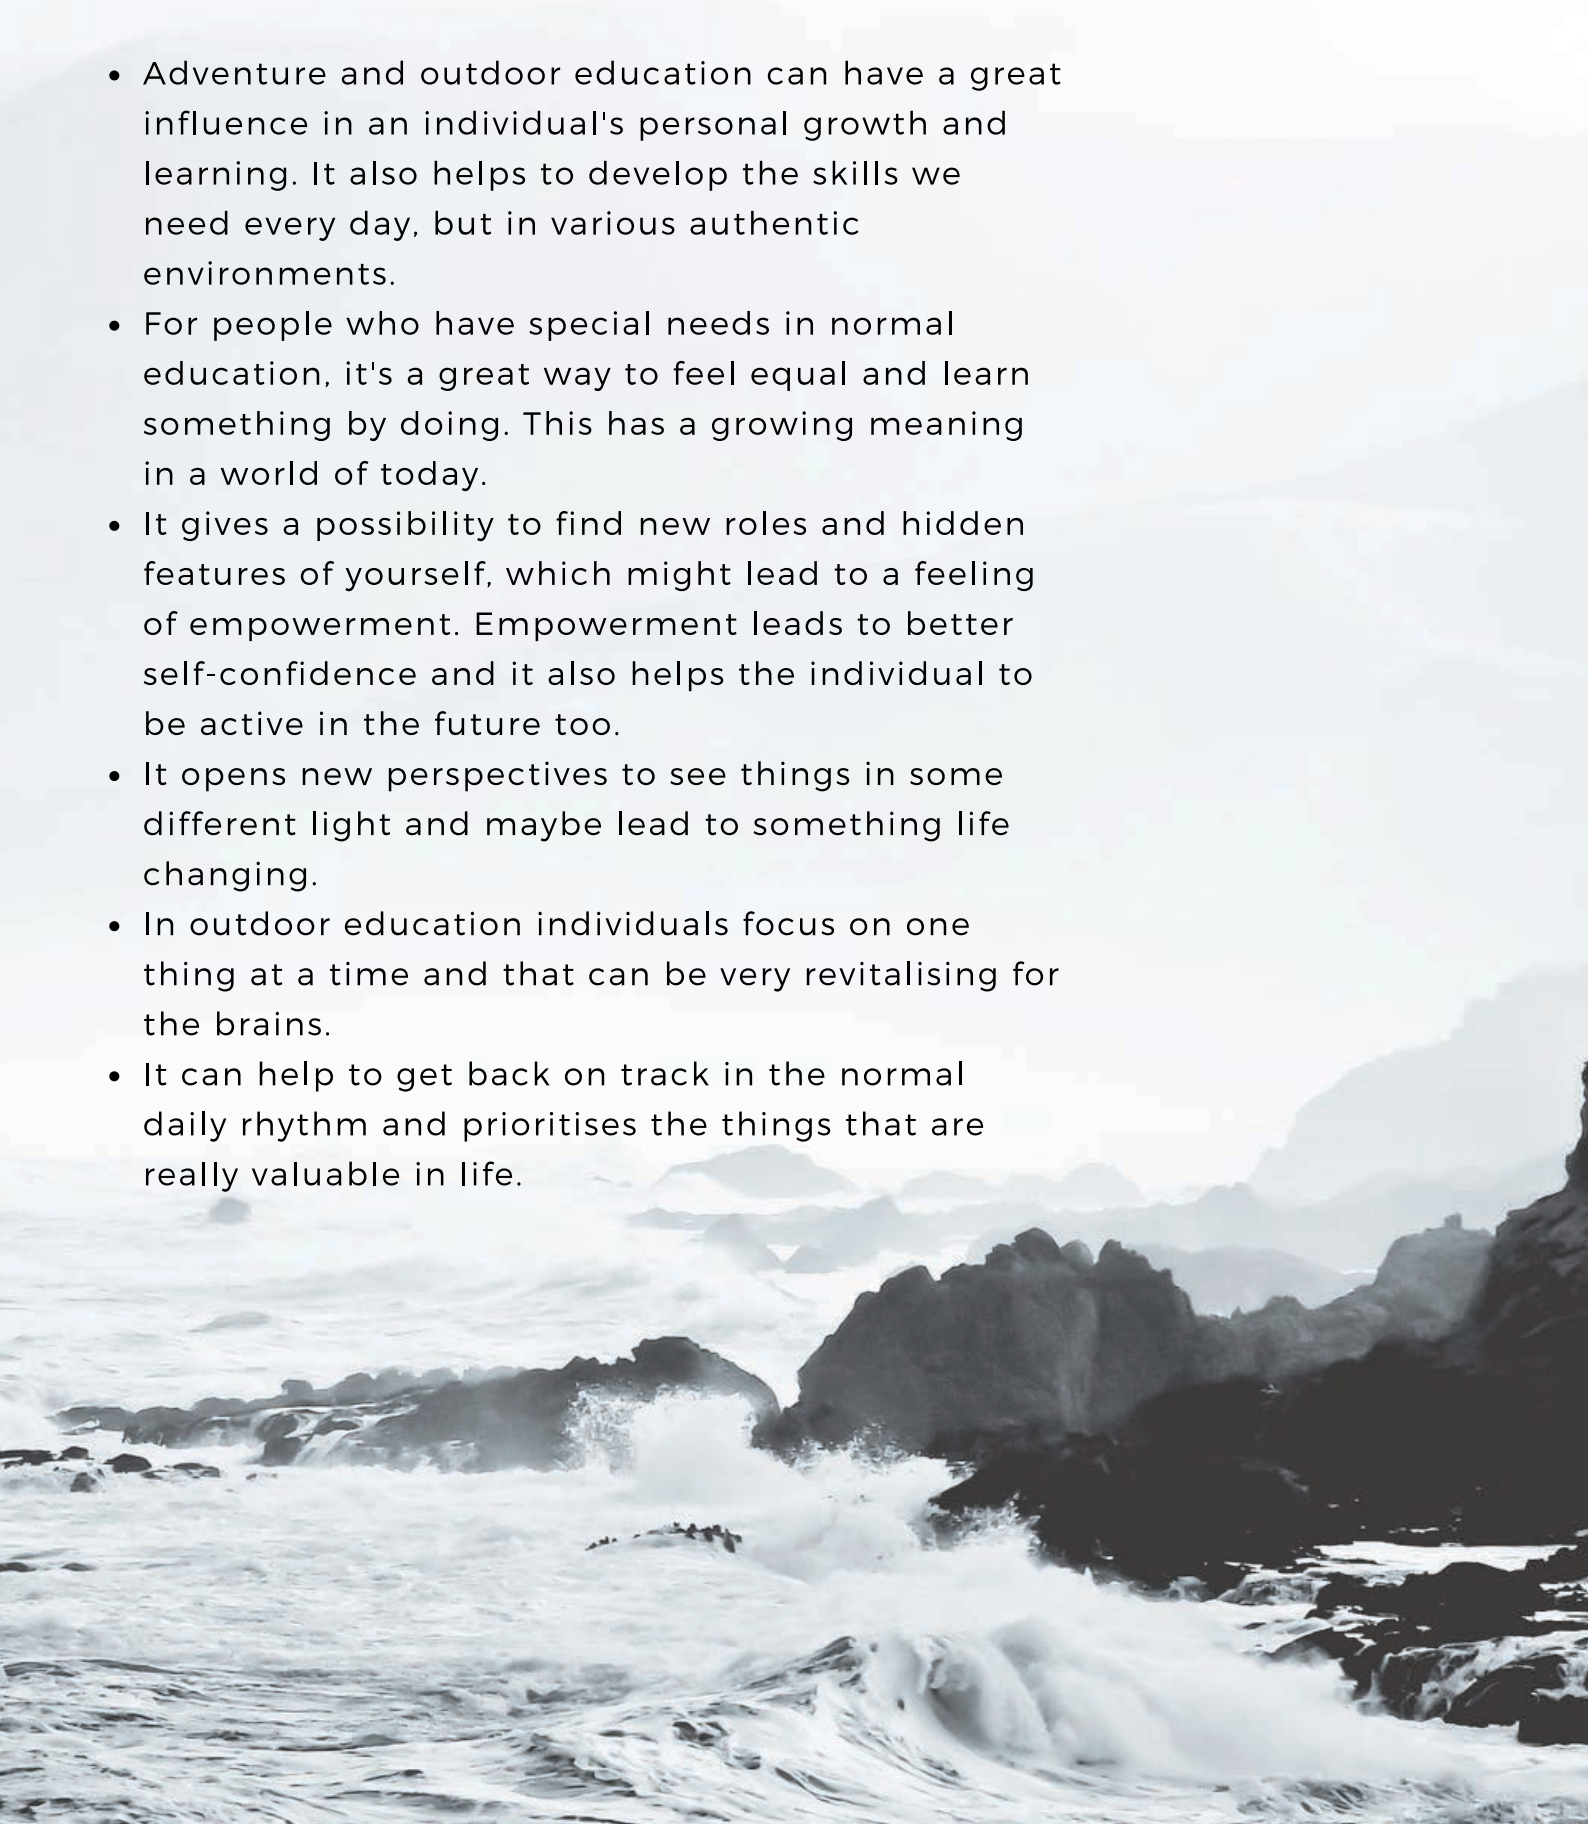 • Adventure and outdoor education can have a great
influence in an individual's personal growth and
learning. It also helps to develop the skills we
need every day, but in various authentic
environments.
• For people who have special needs in normal
education, it's a great way to feel equal and learn
something by doing. This has a growing meaning
in a world of today.
• It gives a possibility to find new roles and hidden
features of yourself, which might lead to a feeling
of empowerment. Empowerment leads to better
self-confidence and it also helps the individual to
be active in the future too.
• It opens new perspectives to see things in some
different light and maybe lead to something life
changing.
• In outdoor education individuals focus on one
thing at a time and that can be very revitalising for
the brains.
• It can help to get back on track in the normal
daily rhythm and prioritises the things that are
really valuable in life.